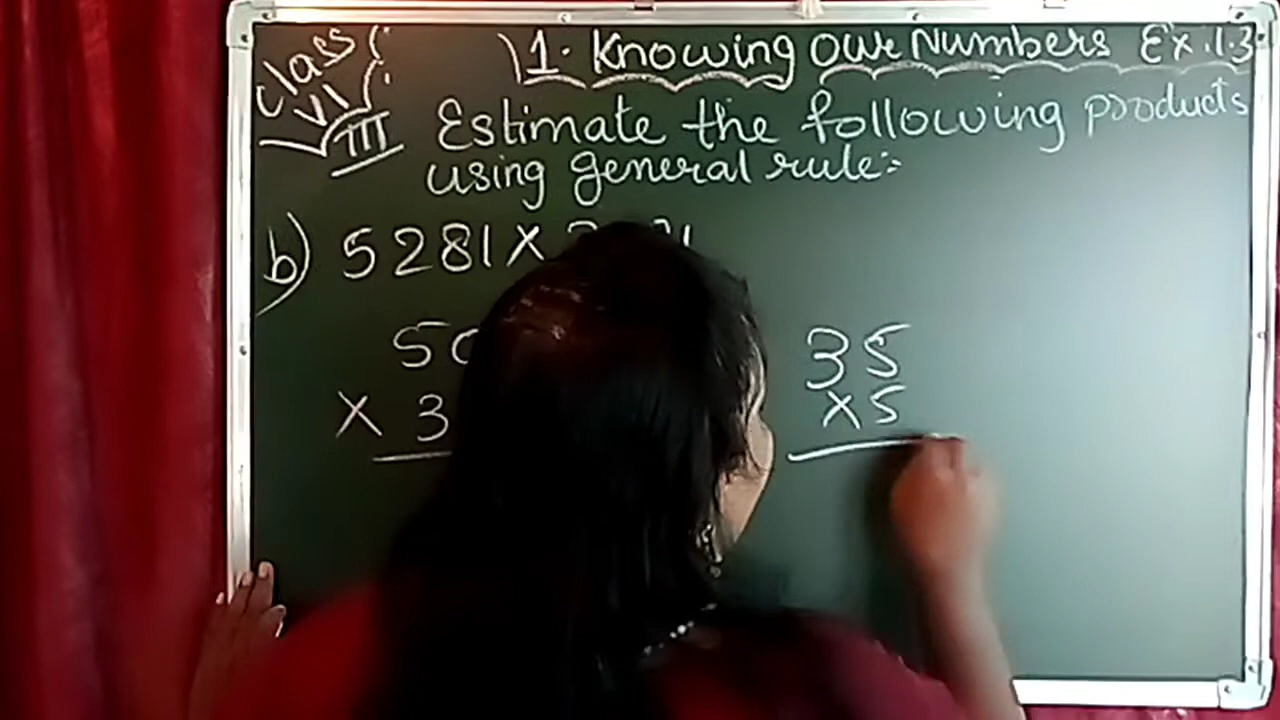 Class VI
1. Knowing Our Numbers Ex.1.3
III Estimate the following products
using general rule:-
b) 5281 X
5
X 3
35
X5